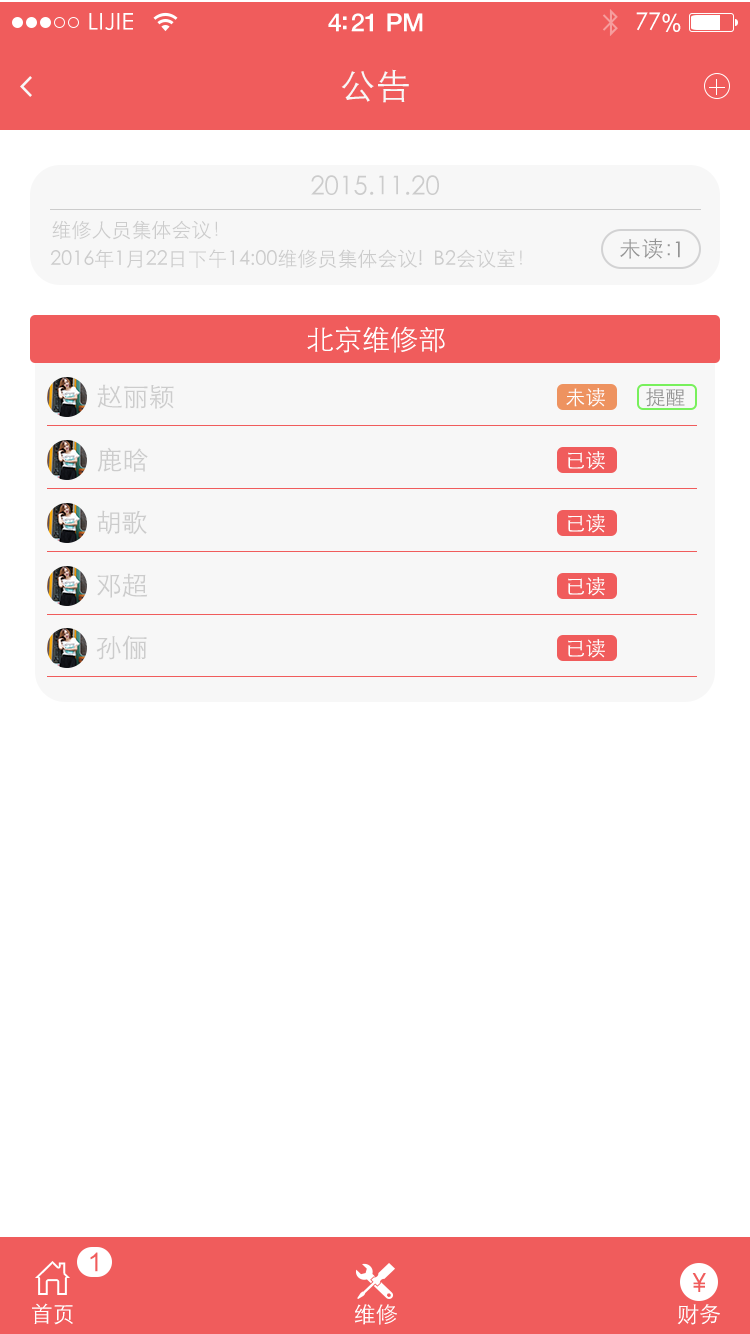 LIJIE 4:21 PM 77%
公告
2015.11.20
维修人员集体会议!
2016年1月22日下午14:00维修员集体会议! B2会议室!
未读:1
北京维修部
赵丽颖 未读 提醒
鹿晗 已读
胡歌 已读
邓超 已读
孙俪 已读
1
¥
首页 维修 财务